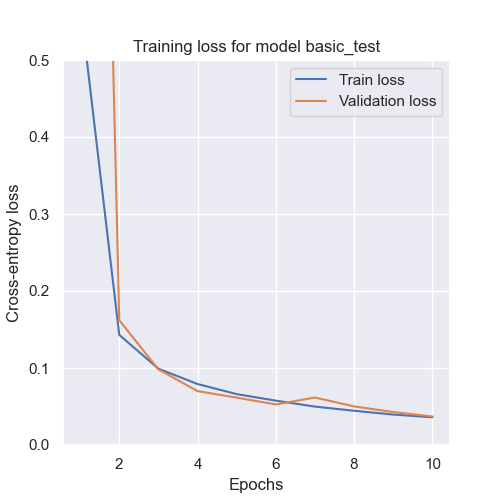 Training loss for model basic_test
Train loss
Validation loss
Cross-entropy loss
0.5
0.4
0.3
0.2
0.1
0.0
2 4 6 8 10
Epochs